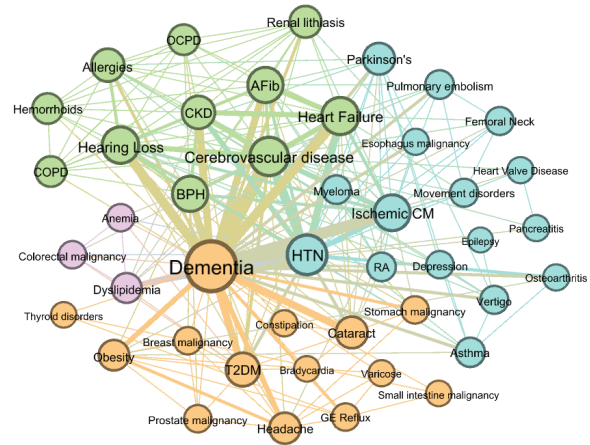 Renal lithiasis
OCPD
Parkinson's
Allergies
AFib
Pulmonary embolism
Hemorrhoids
CKD
Heart Failure
Femoral Neck
Hearing Loss
Esophagus malignancy
Cerebrovascular disease
COPD
Heart Valve Disease
BPH
Myeloma
Movement disorders
Anemia
Ischemic CM
Pancreatitis
Epilepsy
Colorectal malignancy
HTN
Dementia
RA
Depression
Osteoarthritis
Dyslipidemia
Vertigo
Thyroid disorders
Stomach malignancy
Constipation
Cataract
Breast malignancy
Obesity
Asthma
T2DM
Bradycardia
Varicose
Small intestine malignancy
Prostate malignancy
GE Reflux
Headache